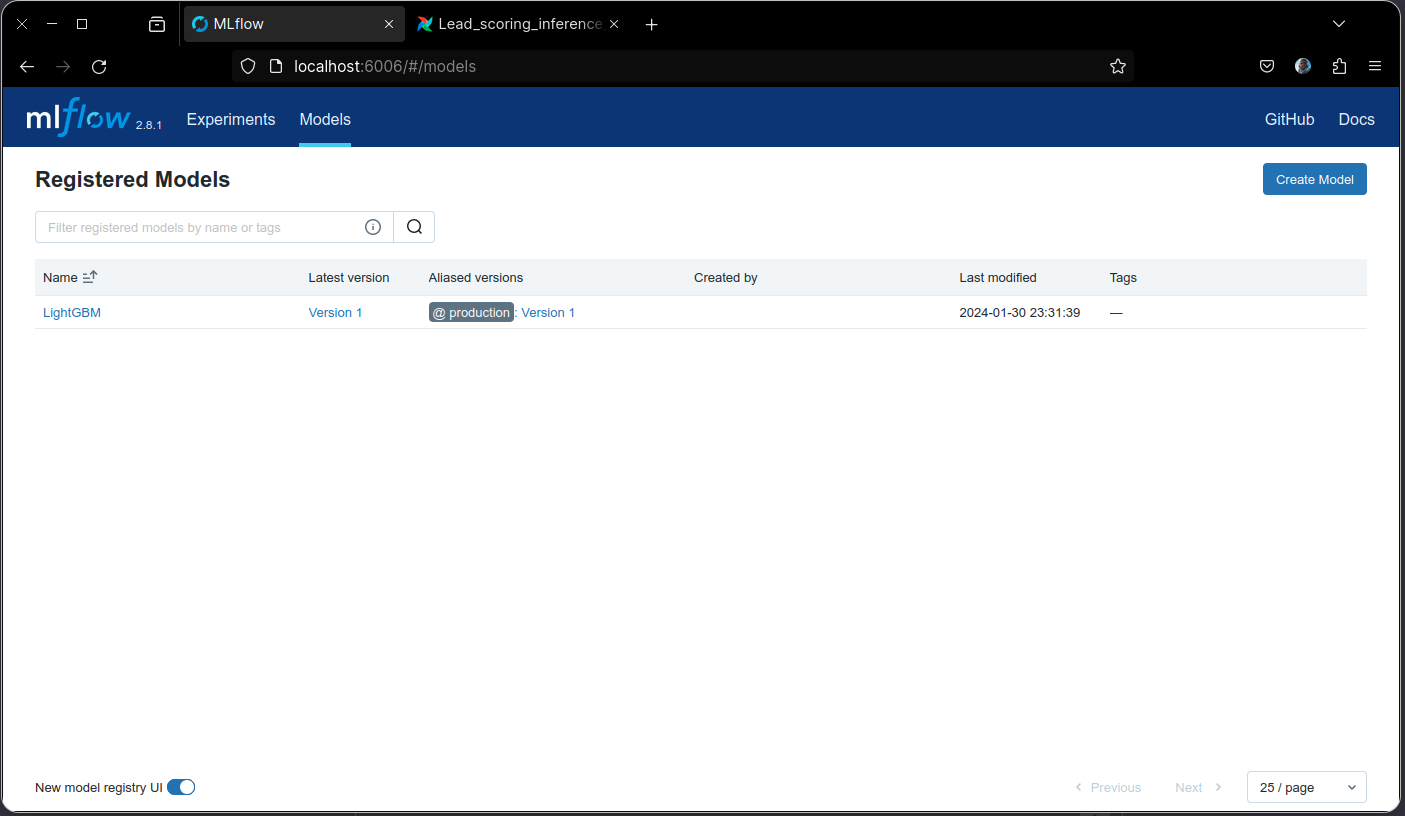 MLflow
Lead_scoring_inference
localhost:6006/#/models
mlflow 2.8.1 Experiments Models GitHub Docs
Registered Models Create Model
Filter registered models by name or tags
Name Latest version Aliased versions Created by Last modified Tags
LightGBM Version 1 @ production: Version 1 2024-01-30 23:31:39 —
New model registry UI Previous Next 25 / page